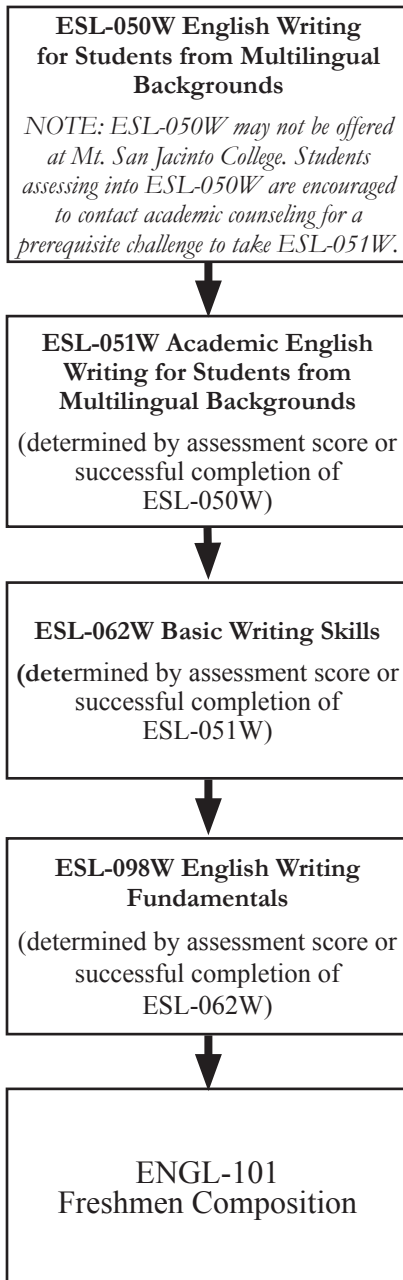 ESL-050W English Writing
for Students from Multilingual
Backgrounds
NOTE: ESL-050W may not be offered
at Mt. San Jacinto College. Students
assessing into ESL-050W are encouraged
to contact academic counseling for a
prerequisite challenge to take ESL-051W.
ESL-051W Academic English
Writing for Students from
Multilingual Backgrounds
(determined by assessment score or
successful completion of
ESL-050W)
ESL-062W Basic Writing Skills
(determined by assessment score or
successful completion of
ESL-051W)
ESL-098W English Writing
Fundamentals
(determined by assessment score or
successful completion of
ESL-062W)
ENGL-101
Freshmen Composition